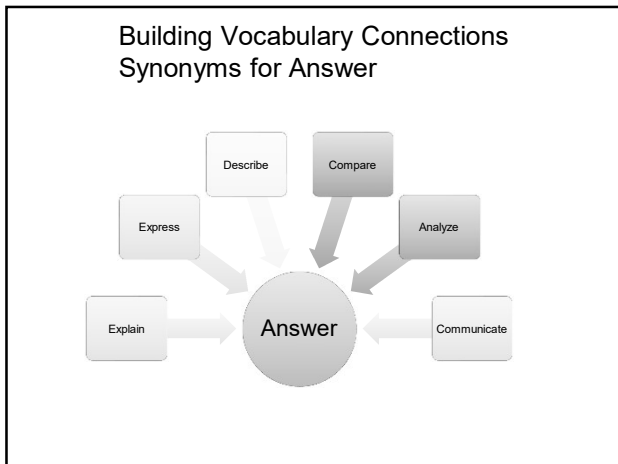 Building Vocabulary Connections
Synonyms for Answer
Describe
Compare
Express
Analyze
Explain
Answer
Communicate